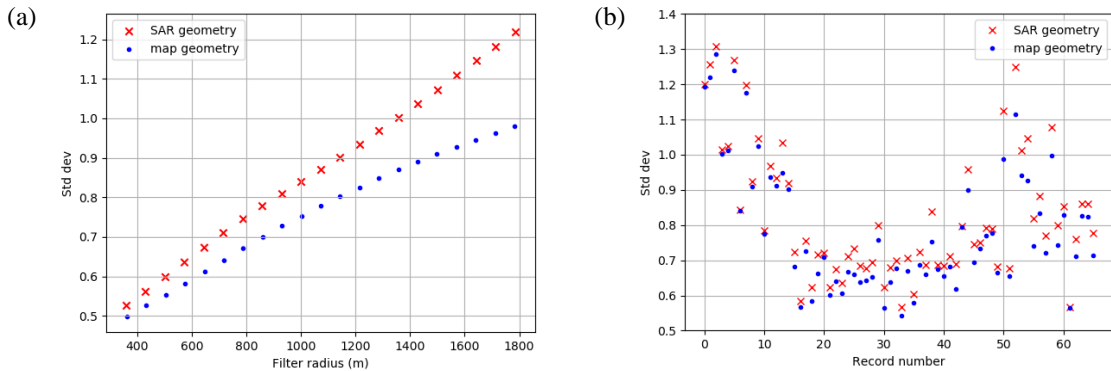 (a)
SAR geometry
map geometry
1.2
1.1
1.0
0.9
0.8
0.7
0.6
0.5
Std dev
400 600 800 1000 1200 1400 1600 1800
Filter radius (m)
(b)
SAR geometry
map geometry
1.4
1.3
1.2
1.1
1.0
0.9
0.8
0.7
0.6
0.5
Std dev
0 10 20 30 40 50 60
Record number